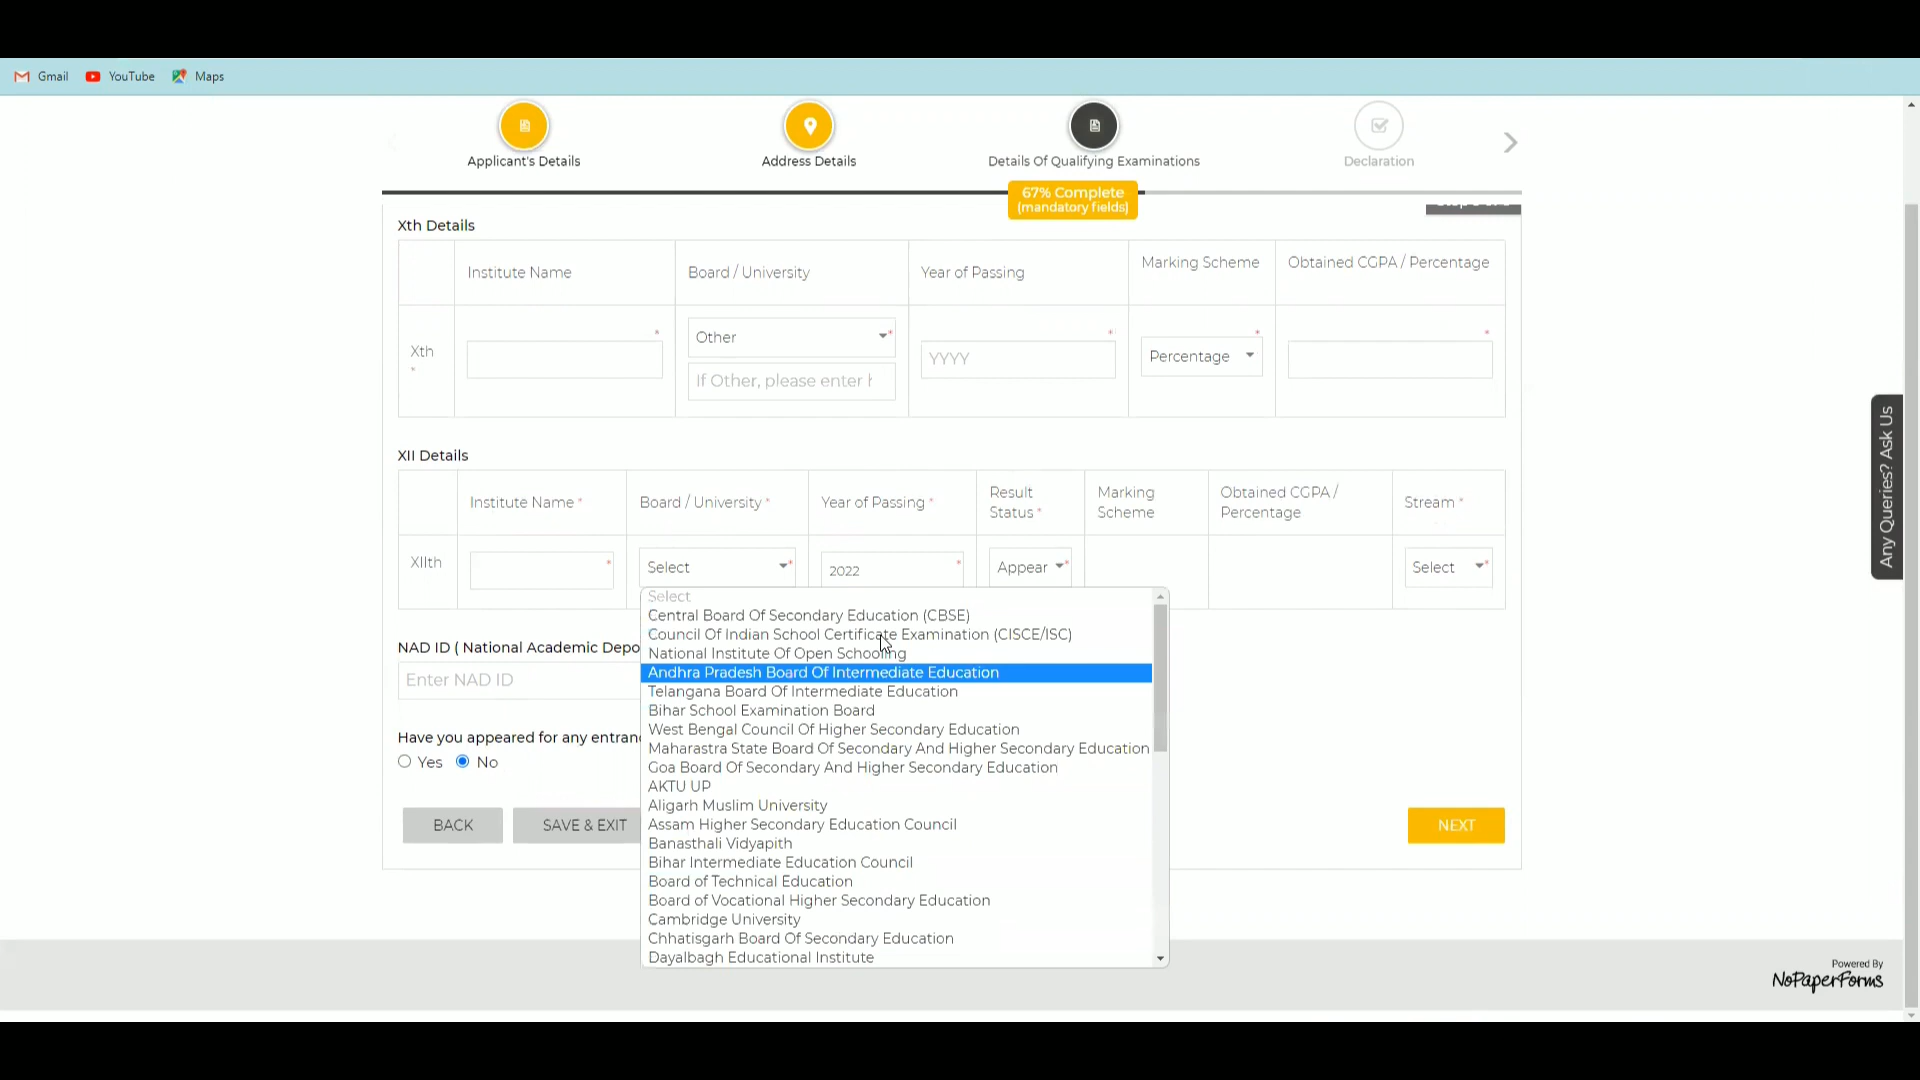 Gmail YouTube Maps
Applicant's Details Address Details Details Of Qualifying Examinations Declaration
67% Complete
(mandatory fields)
Xth Details
Institute Name Board / University Year of Passing Marking Scheme Obtained CGPA / Percentage
Xth * Other * YYYY * Percentage * *
If Other, please enter
XII Details
Institute Name * Board / University * Year of Passing * Result Status * Marking Scheme Obtained CGPA / Percentage Stream *
XIIth * Select * 2022 * Appear * Select *
Select
Central Board Of Secondary Education (CBSE)
Council Of Indian School Certificate Examination (CISCE/ISC)
National Institute Of Open Schooling
Andhra Pradesh Board Of Intermediate Education
Telangana Board Of Intermediate Education
Bihar School Examination Board
West Bengal Council Of Higher Secondary Education
Maharastra State Board Of Secondary And Higher Secondary Education
Goa Board Of Secondary And Higher Secondary Education
AKTU UP
Aligarh Muslim University
Assam Higher Secondary Education Council
Banasthali Vidyapith
Bihar Intermediate Education Council
Board of Technical Education
Board of Vocational Higher Secondary Education
Cambridge University
Chhatisgarh Board Of Secondary Education
Dayalbagh Educational Institute
NAD ID ( National Academic Depo
Enter NAD ID
Have you appeared for any entran
Yes No
BACK SAVE & EXIT NEXT
Any Queries? Ask Us
Powered By
NoPaperForms